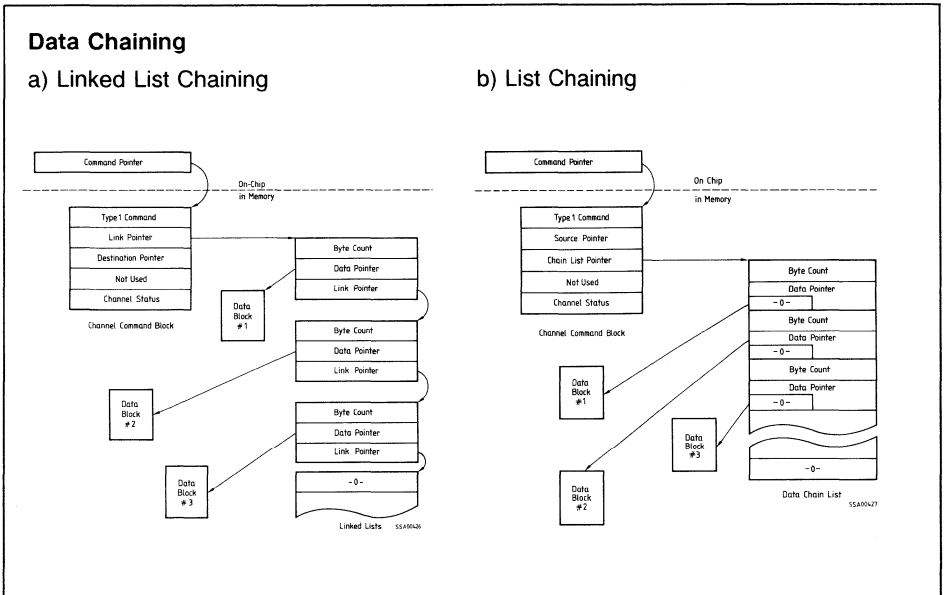 Data Chaining
a) Linked List Chaining
Command Pointer
On-Chip
in Memory
Type 1 Command
Link Pointer
Destination Pointer
Not Used
Channel Status
Channel Command Block
Byte Count
Data Pointer
Link Pointer
Data
Block
#1
Byte Count
Data Pointer
Link Pointer
Data
Block
#2
Byte Count
Data Pointer
Link Pointer
Data
Block
#3
-0-
Linked Lists
SSA00426
b) List Chaining
Command Pointer
On Chip
in Memory
Type 1 Command
Source Pointer
Chain List Pointer
Not Used
Channel Status
Channel Command Block
Byte Count
Data Pointer
-0-
Byte Count
Data Pointer
-0-
Byte Count
Data Pointer
-0-
Data
Block
#1
Data
Block
#3
Data
Block
#2
-0-
Data Chain List
SSA00427